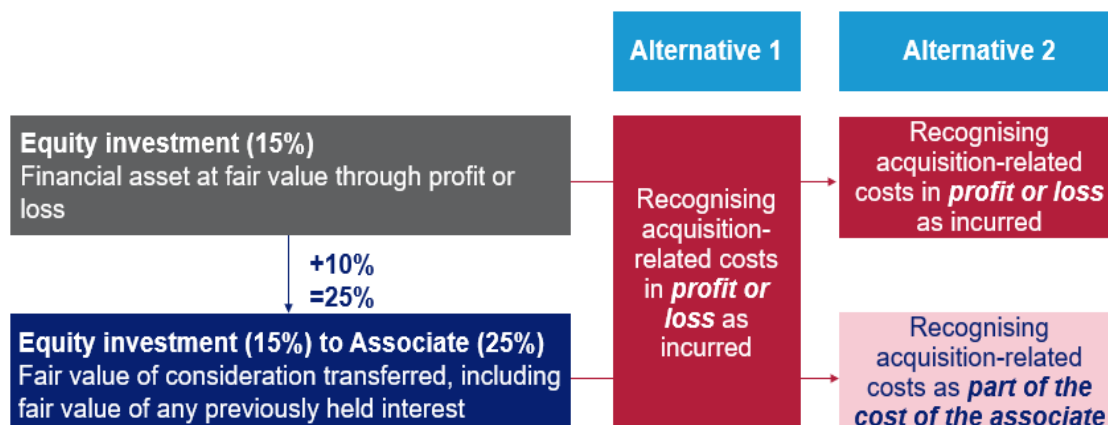 Alternative 1
Alternative 2
Equity investment (15%)
Financial asset at fair value through profit or
loss
Recognising
acquisition-related
costs in profit or loss
as incurred
Recognising
acquisition-
related costs
in profit or
loss as
incurred
+10%
=25%
Equity investment (15%) to Associate (25%)
Fair value of consideration transferred, including
fair value of any previously held interest
Recognising
acquisition-related
costs as part of the
cost of the associate